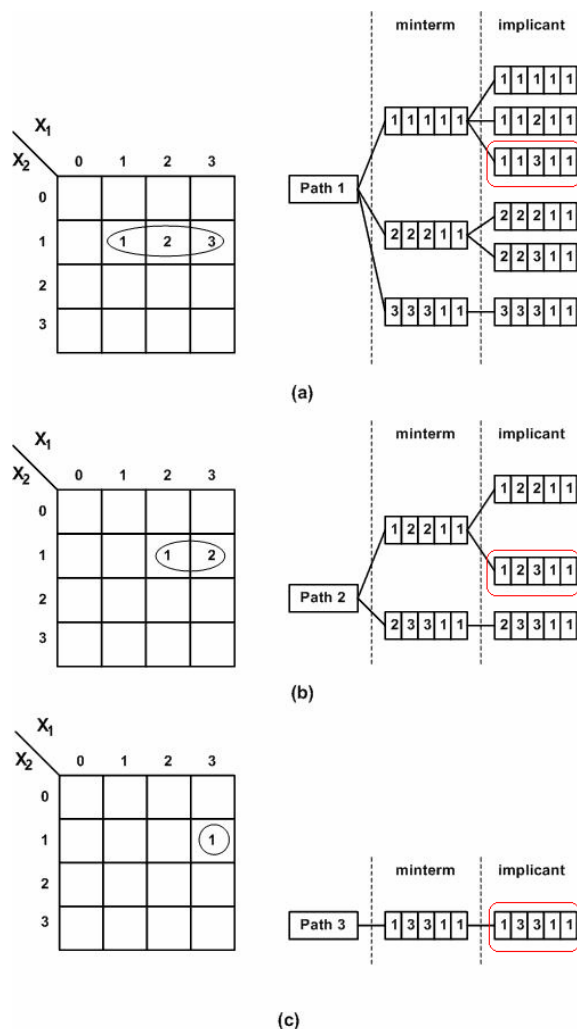 minterm implicant
1 1 1 1 1
X1
1 1 1 1 1 1 1 2 1 1
X2 0 1 2 3
1 1 3 1 1
0 Path 1
2 2 2 1 1
1 1 2 3 2 2 2 1 1
2 2 3 1 1
2
3 3 3 3 1 1 3 3 3 1 1
(a)
minterm implicant
X1
X2 0 1 2 3 1 2 2 1 1
0 1 2 2 1 1
1 1 2 1 2 3 1 1
2 Path 2
3 2 3 3 1 1 2 3 3 1 1
(b)
X1
X2 0 1 2 3
0
1 1
2 minterm implicant
3 Path 3 1 3 3 1 1 1 3 3 1 1
(c)